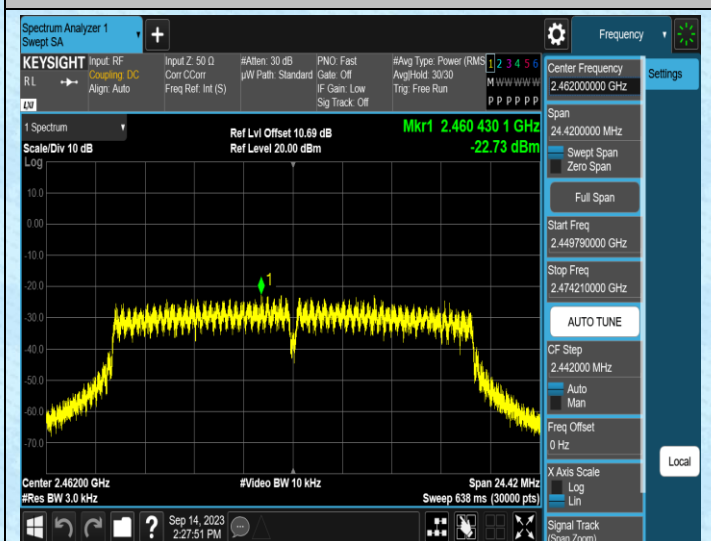 Spectrum Analyzer 1
Swept SA
+
Frequency
KEYSIGHT
RL
LXI
Input: RF
Coupling: DC
Align: Auto
Input Z: 50 Ω
Corr CCorr
Freq Ref: Int (S)
#Atten: 30 dB
µW Path: Standard
PNO: Fast
Gate: Off
IF Gain: Low
Sig Track: Off
#Avg Type: Power (RMS
Avg|Hold: 30/30
Trig: Free Run
1 2 3 4 5 6
M W W W W W
P P P P P P
1 Spectrum
Scale/Div 10 dB
Log
Ref Lvl Offset 10.69 dB
Ref Level 20.00 dBm
Mkr1 2.460 430 1 GHz
-22.73 dBm
10.0
0.00
-10.0
-20.0
-30.0
-40.0
-50.0
-60.0
-70.0
1
Center 2.46200 GHz
#Res BW 3.0 kHz
#Video BW 10 kHz
Span 24.42 MHz
Sweep 638 ms (30000 pts)
?
Sep 14, 2023
2:27:51 PM
Center Frequency
2.462000000 GHz
Span
24.4200000 MHz
Swept Span
Zero Span
Full Span
Start Freq
2.449790000 GHz
Stop Freq
2.474210000 GHz
AUTO TUNE
CF Step
2.442000 MHz
Auto
Man
Freq Offset
0 Hz
X Axis Scale
Log
Lin
Signal Track
(Span Zoom)
Settings
Local